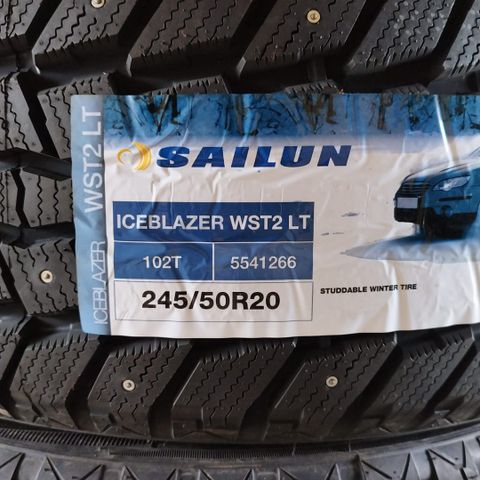 SAILUN
ICEBLAZER WST2 LT
102T 5541266
245/50R20
STUDDABLE WINTER TIRE
ICEBLAZER WST2 LT